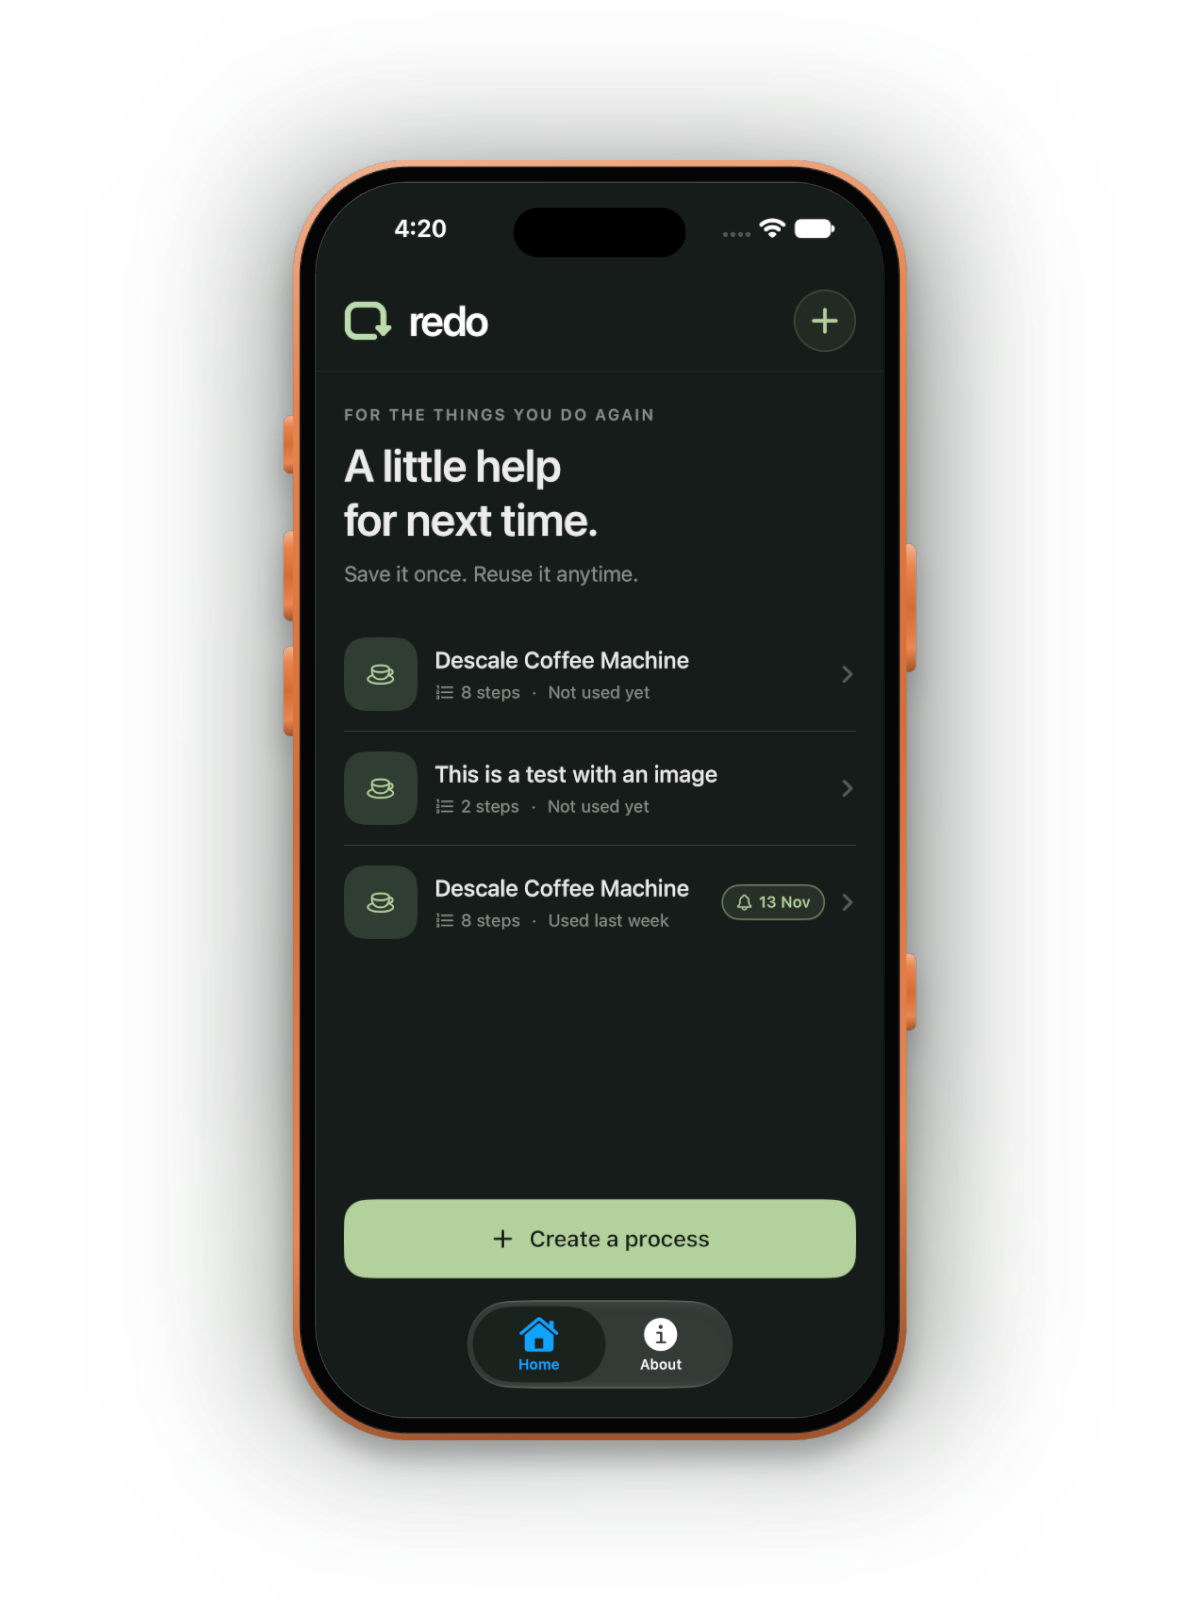 4:20
redo
FOR THE THINGS YOU DO AGAIN
A little help
for next time.
Save it once. Reuse it anytime.
Descale Coffee Machine
8 steps · Not used yet
This is a test with an image
2 steps · Not used yet
Descale Coffee Machine
8 steps · Used last week
13 Nov
+ Create a process
Home
About